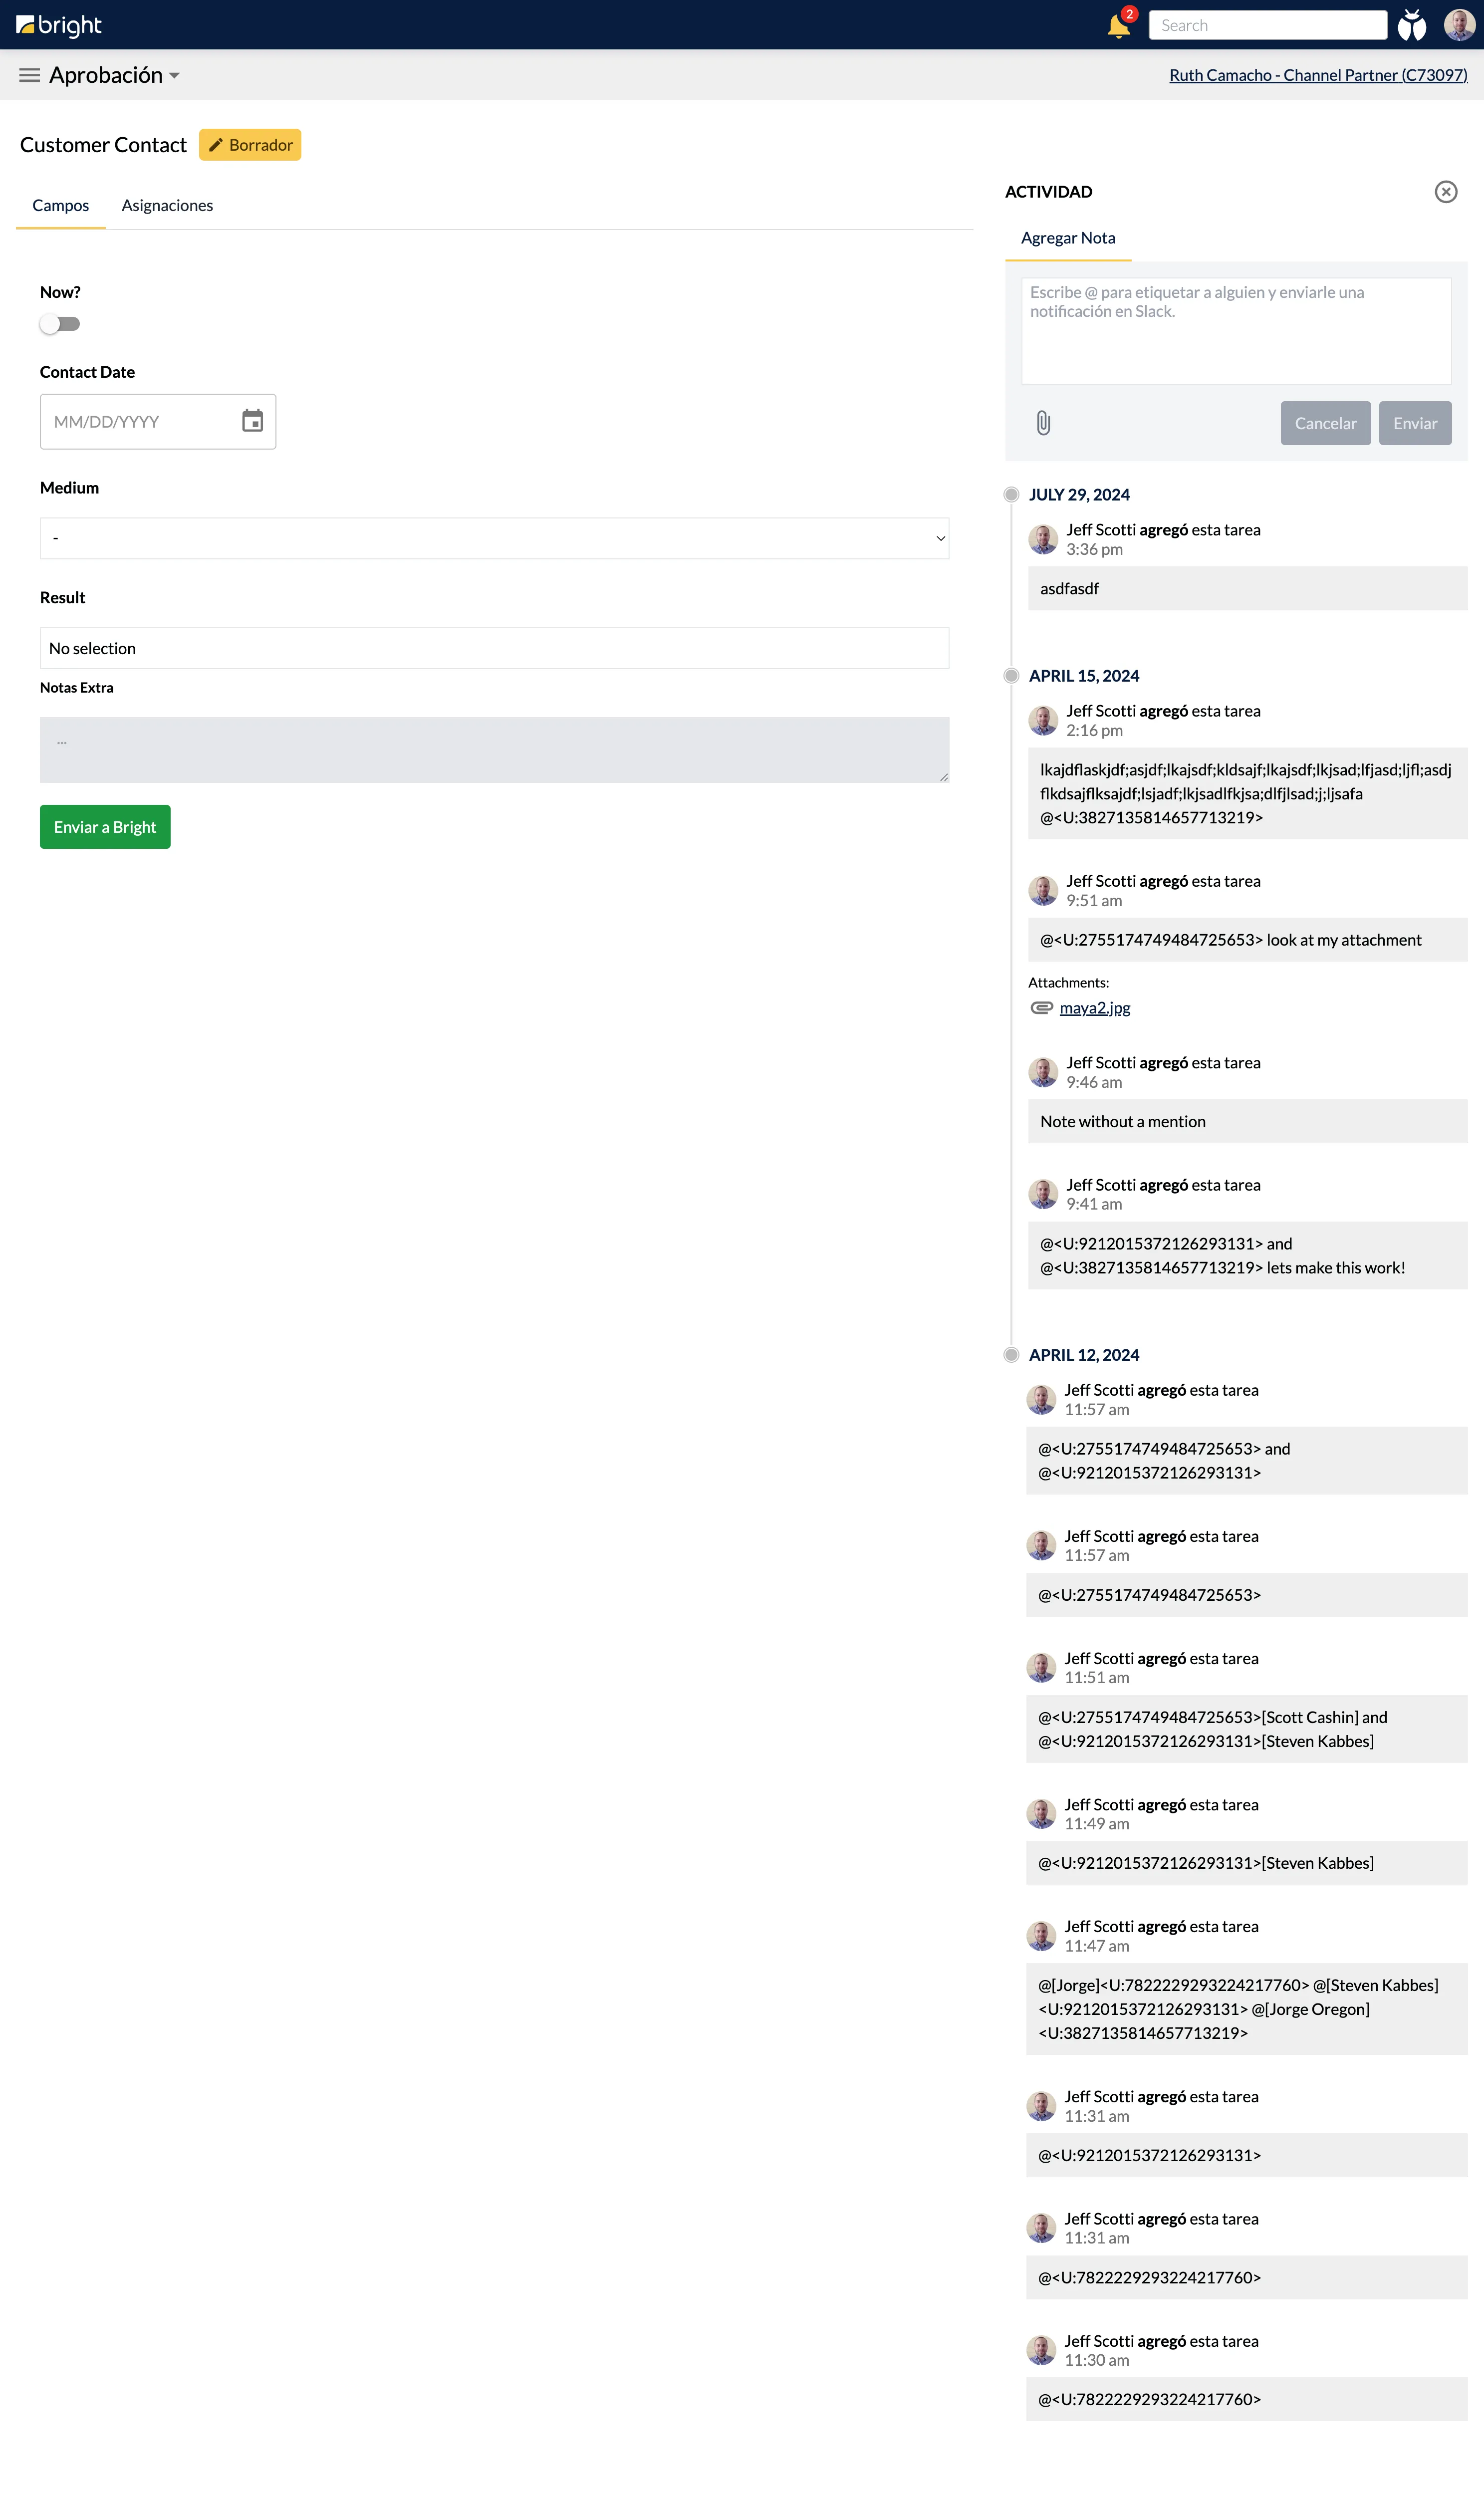 bright
2
Search
Aprobación
Ruth Camacho - Channel Partner (C73097)
Customer Contact
Borrador
Campos
Asignaciones
Now?
Contact Date
MM/DD/YYYY
Medium
-
Result
No selection
Notas Extra
...
Enviar a Bright
ACTIVIDAD
Agregar Nota
Escribe @ para etiquetar a alguien y enviarle una
notificación en Slack.
Cancelar
Enviar
JULY 29, 2024
Jeff Scotti agregó esta tarea
3:36 pm
asdfasdf
APRIL 15, 2024
Jeff Scotti agregó esta tarea
2:16 pm
lkajdflaskjdf;asjdf;lkajsdf;kldsajf;lkajsdf;lkjsad;lfjasd;ljfl;asdj
flkdsajflksajdf;lsjadf;lkjsadlfkjsa;dlfjlsad;j;ljsafa
@<U:3827135814657713219>
Jeff Scotti agregó esta tarea
9:51 am
@<U:2755174749484725653> look at my attachment
Attachments:
maya2.jpg
Jeff Scotti agregó esta tarea
9:46 am
Note without a mention
Jeff Scotti agregó esta tarea
9:41 am
@<U:9212015372126293131> and
@<U:3827135814657713219> lets make this work!
APRIL 12, 2024
Jeff Scotti agregó esta tarea
11:57 am
@<U:2755174749484725653> and
@<U:9212015372126293131>
Jeff Scotti agregó esta tarea
11:57 am
@<U:2755174749484725653>
Jeff Scotti agregó esta tarea
11:51 am
@<U:2755174749484725653>[Scott Cashin] and
@<U:9212015372126293131>[Steven Kabbes]
Jeff Scotti agregó esta tarea
11:49 am
@<U:9212015372126293131>[Steven Kabbes]
Jeff Scotti agregó esta tarea
11:47 am
@[Jorge]<U:7822229293224217760> @[Steven Kabbes]
<U:9212015372126293131> @[Jorge Oregon]
<U:3827135814657713219>
Jeff Scotti agregó esta tarea
11:31 am
@<U:9212015372126293131>
Jeff Scotti agregó esta tarea
11:31 am
@<U:7822229293224217760>
Jeff Scotti agregó esta tarea
11:30 am
@<U:7822229293224217760>